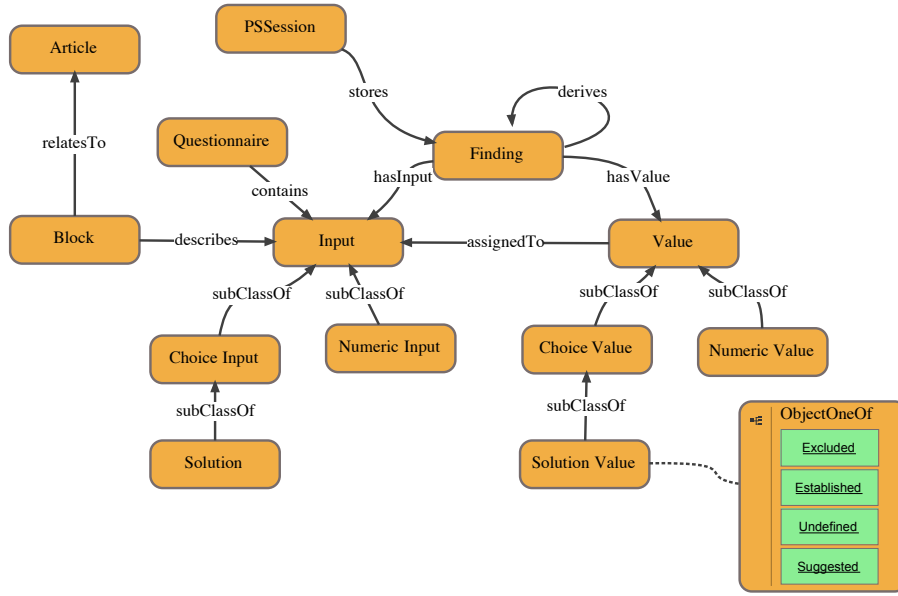 PSSession
Article
stores
derives
relatesTo
Questionnaire
Finding
hasInput
hasValue
contains
Block
describes
Input
assignedTo
Value
subClassOf
subClassOf
subClassOf
subClassOf
Choice Input
Numeric Input
Choice Value
Numeric Value
subClassOf
subClassOf
ObjectOneOf
Excluded
Solution
Solution Value
Established
Undefined
Suggested